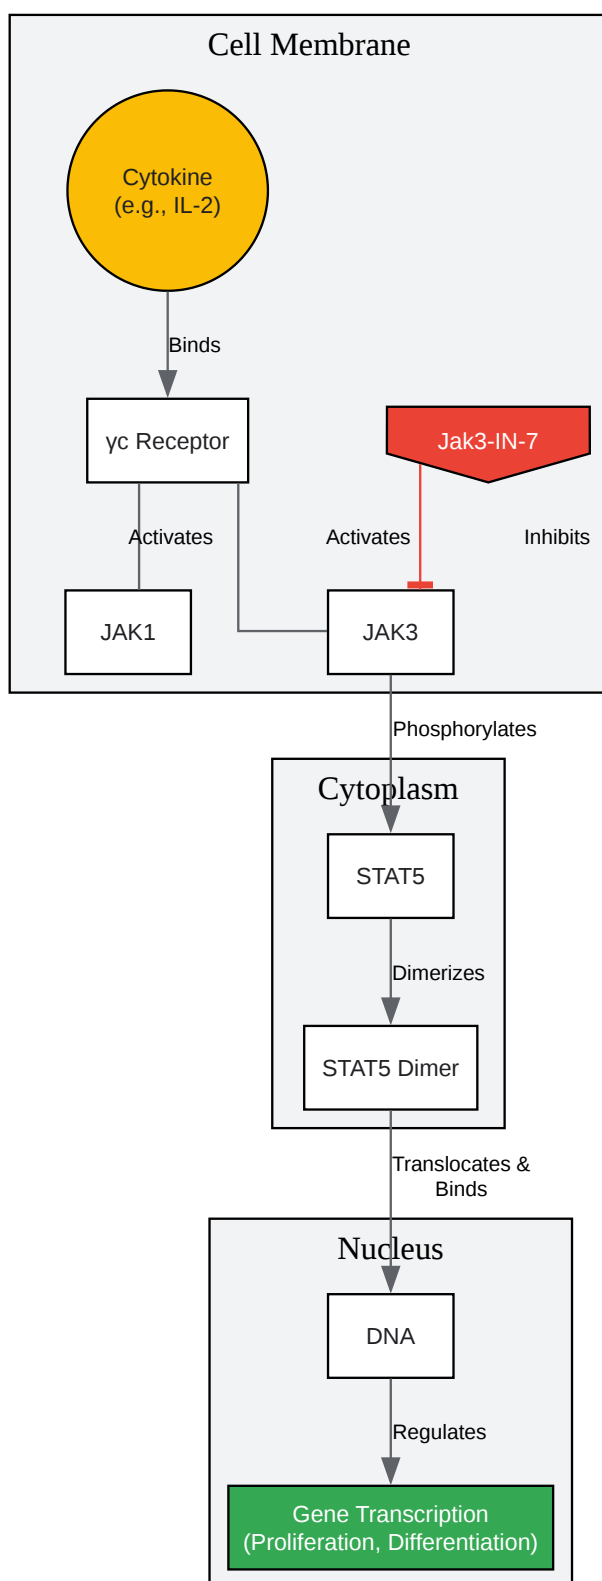 Cell Membrane
Cytokine
(e.g., IL-2)
Binds
γc Receptor
Jak3-IN-7
Activates
Activates
Inhibits
JAK1
JAK3
Phosphorylates
Cytoplasm
STAT5
Dimerizes
STAT5 Dimer
Translocates &
Binds
Nucleus
DNA
Regulates
Gene Transcription
(Proliferation, Differentiation)